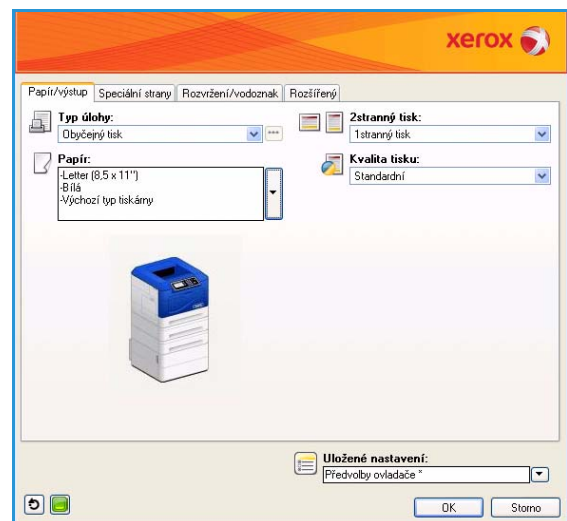 xerox
Papír/výstup Speciální strany Rozvržení/vodoznak Rozšířený
Typ úlohy:
Obyčejný tisk
2stranný tisk:
1stranný tisk
Papír:
-Letter (8,5 x 11")
-Bílá
-Výchozí typ tiskárny
Kvalita tisku:
Standardní
Uložené nastavení:
Předvolby ovladače *
OK Storno